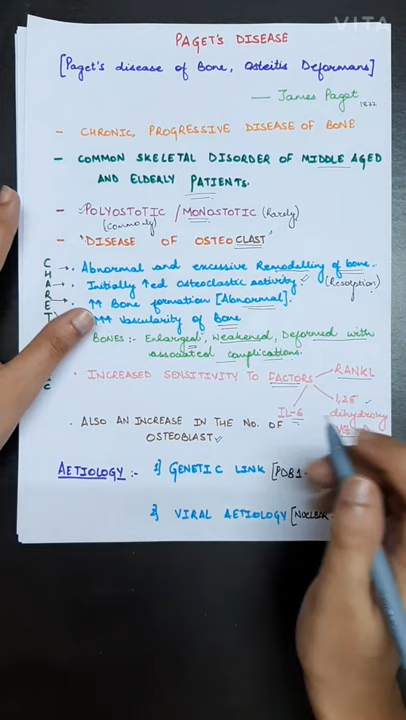 VITA
PAGET'S DISEASE
[Paget's disease of Bone, Osteitis Deformans]
— James Paget
1877
- CHRONIC, PROGRESSIVE DISEASE OF BONE
- COMMON SKELETAL DISORDER OF MIDDLE AGED
AND ELDERLY PATIENTS.
- POLYOSTOTIC / MONOSTOTIC (Rarely)
(commonly)
- 'DISEASE OF OSTEOCLAST'
C H A R E T C
→. Abnormal and excessive Remodelling of bone.
→. Initially ↑ed osteoclastic activity (Resorption)
→. ↑↑ Bone formation [Abnormal].
↑↑↑ Vascularity of Bone
BONES:- Enlarged, Weakened, Deformed with
associated complications.
. INCREASED SENSITIVITY TO FACTORS → RANKL
IL-6
1,25
dihydroxy
. ALSO AN INCREASE IN THE NO. OF
OSTEOBLAST
AETIOLOGY :- 1) GENETIC LINK [PDB1-
2) VIRAL AETIOLOGY [NUCLEAR